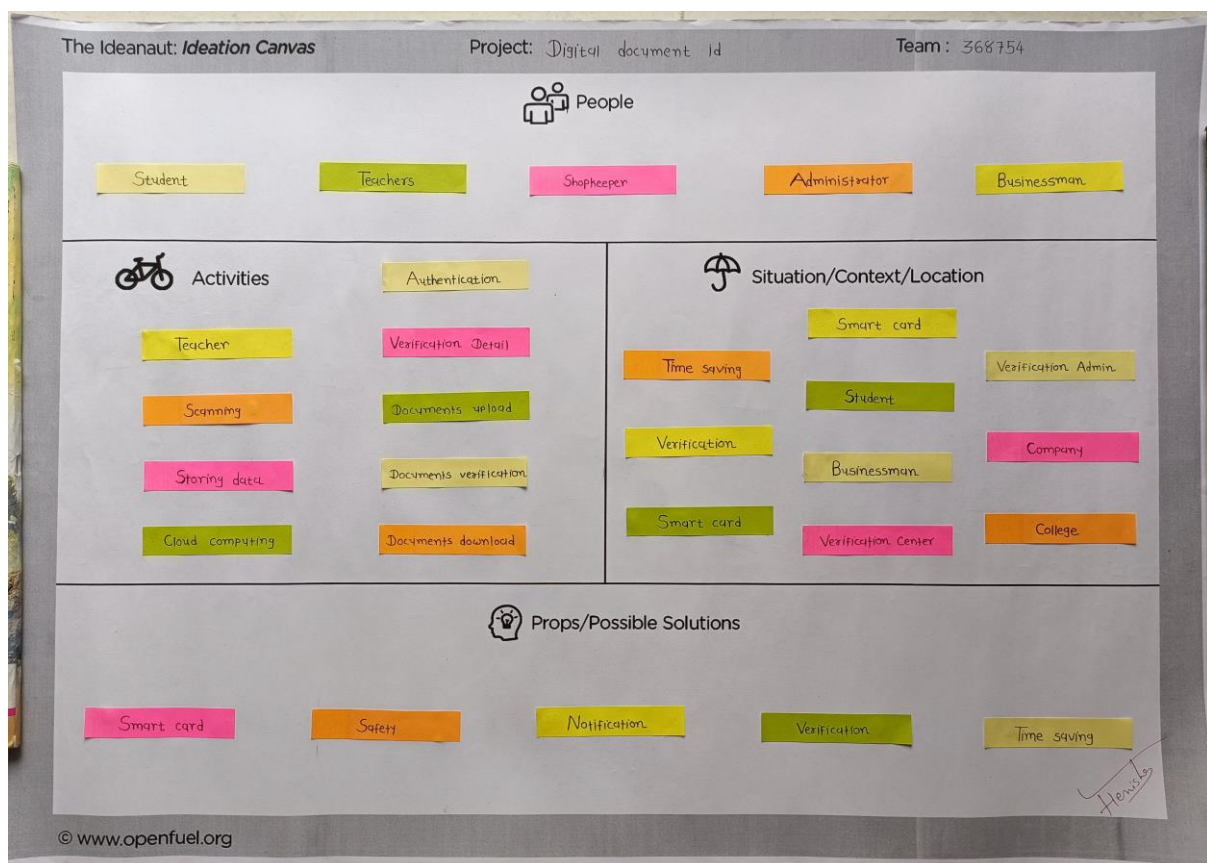 The Ideanaut: Ideation Canvas
Project: Digital document id
Team: 368754
People
Student
Teachers
Shopkeeper
Administrator
Businessman
Activities
Authentication
Teacher
Verification Detail
Scanning
Documents upload
Storing data
Documents verification
Cloud computing
Documents download
Situation/Context/Location
Smart card
Time saving
Verification Admin
Student
Verification
Company
Businessman
Smart card
Verification Center
College
Props/Possible Solutions
Smart card
Safety
Notification
Verification
Time saving
© www.openfuel.org